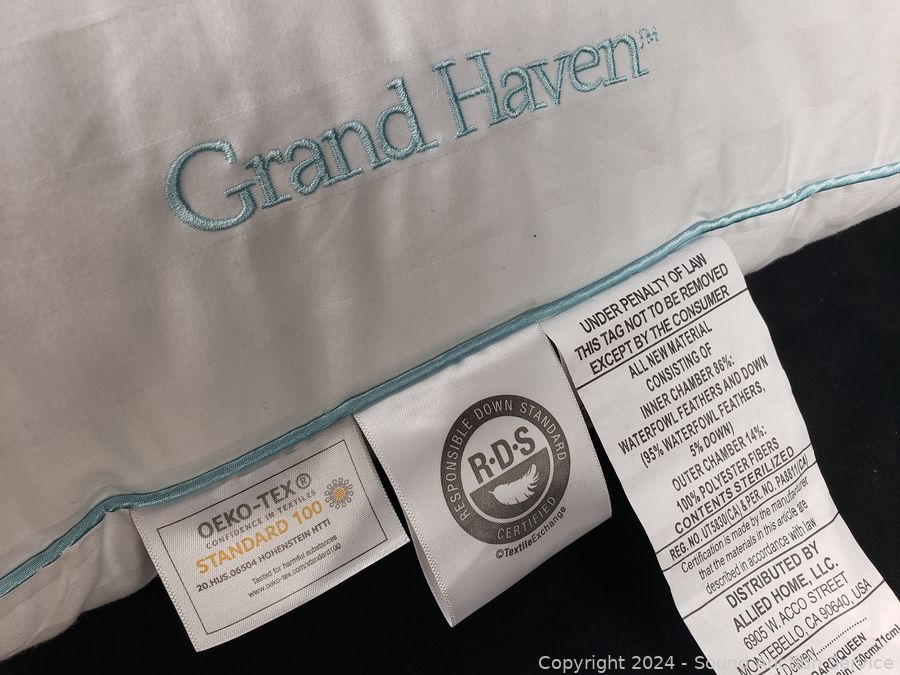 Grand Haven™
OEKO-TEX®
CONFIDENCE IN TEXTILES
STANDARD 100
20.HUS.06504 HOHENSTEIN HTTI
Tested for harmful substances
www.oeko-tex.com/standard100
RESPONSIBLE DOWN STANDARD
R·D·S
CERTIFIED
©TextileExchange
UNDER PENALTY OF LAW
THIS TAG NOT TO BE REMOVED
EXCEPT BY THE CONSUMER
ALL NEW MATERIAL
CONSISTING OF
INNER CHAMBER 86%:
WATERFOWL FEATHERS AND DOWN
(95% WATERFOWL FEATHERS,
5% DOWN)
OUTER CHAMBER 14%:
100% POLYESTER FIBERS
CONTENTS STERILIZED
REG. NO. UT5830(CA) & PER. NO. PA8811(CN)
Certification is made by the manufacturer
that the materials in this article are
described in accordance with law
DISTRIBUTED BY
ALLIED HOME, LLC.
6905 W. ACCO STREET
MONTEBELLO, CA 90640, USA
Delivery
Copyright 2024 - Sound Auction Service